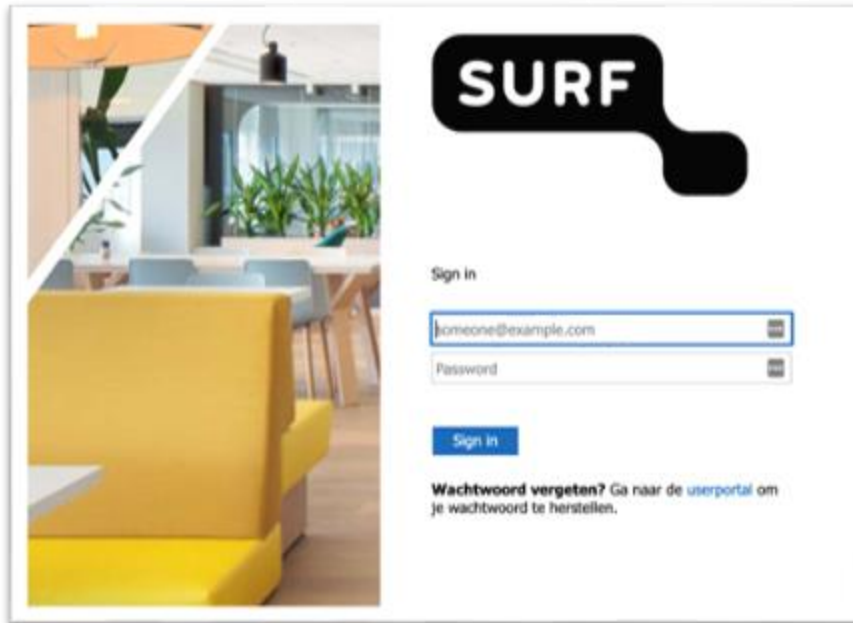 SURF
Sign in
someone@example.com
Password
Sign in
Wachtwoord vergeten? Ga naar de userportal om
je wachtwoord te herstellen.